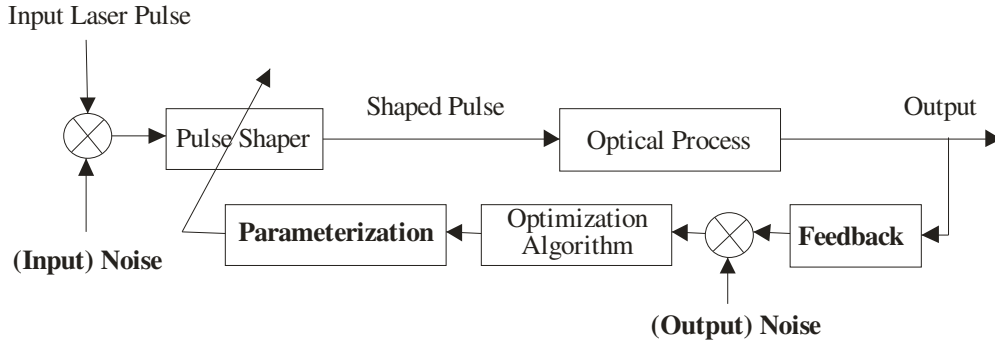 Input Laser Pulse
Pulse Shaper
Shaped Pulse
Optical Process
Output
(Input) Noise
Parameterization
Optimization
Algorithm
Feedback
(Output) Noise